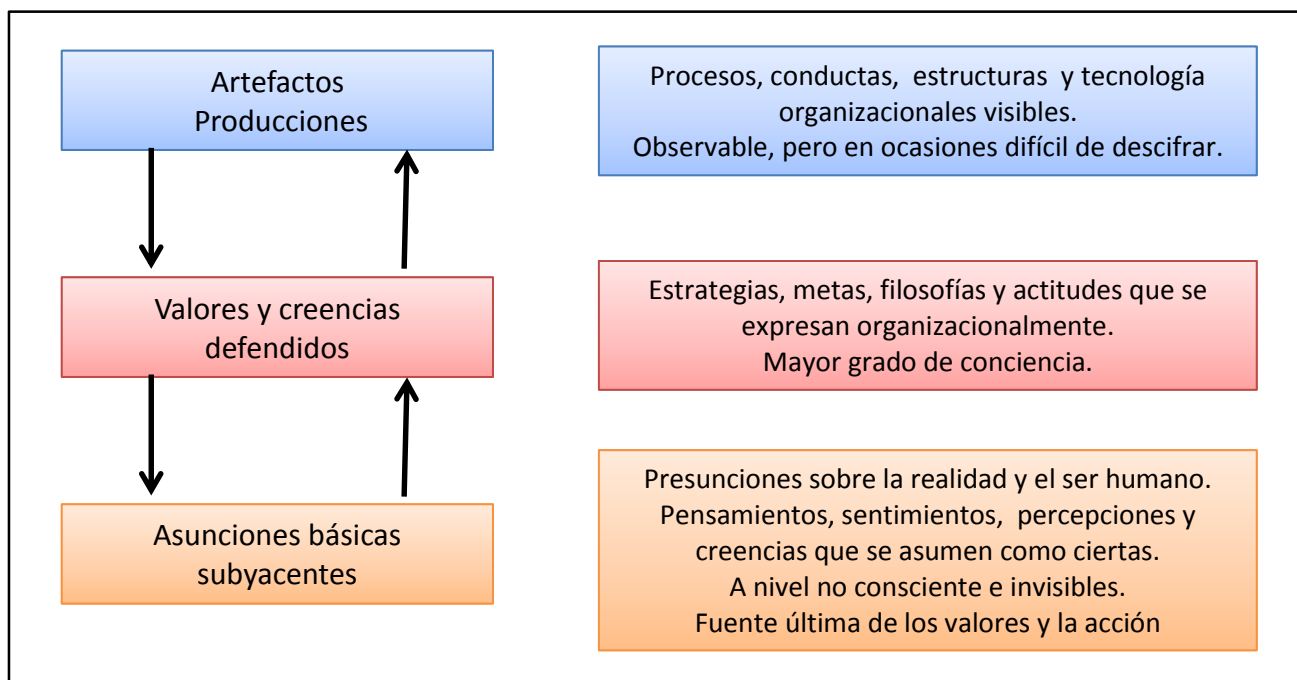 Artefactos
Producciones
Procesos, conductas, estructuras y tecnología
organizacionales visibles.
Observable, pero en ocasiones difícil de descifrar.
Valores y creencias
defendidos
Estrategias, metas, filosofías y actitudes que se
expresan organizacionalmente.
Mayor grado de conciencia.
Asunciones básicas
subyacentes
Presunciones sobre la realidad y el ser humano.
Pensamientos, sentimientos, percepciones y
creencias que se asumen como ciertas.
A nivel no consciente e invisibles.
Fuente última de los valores y la acción